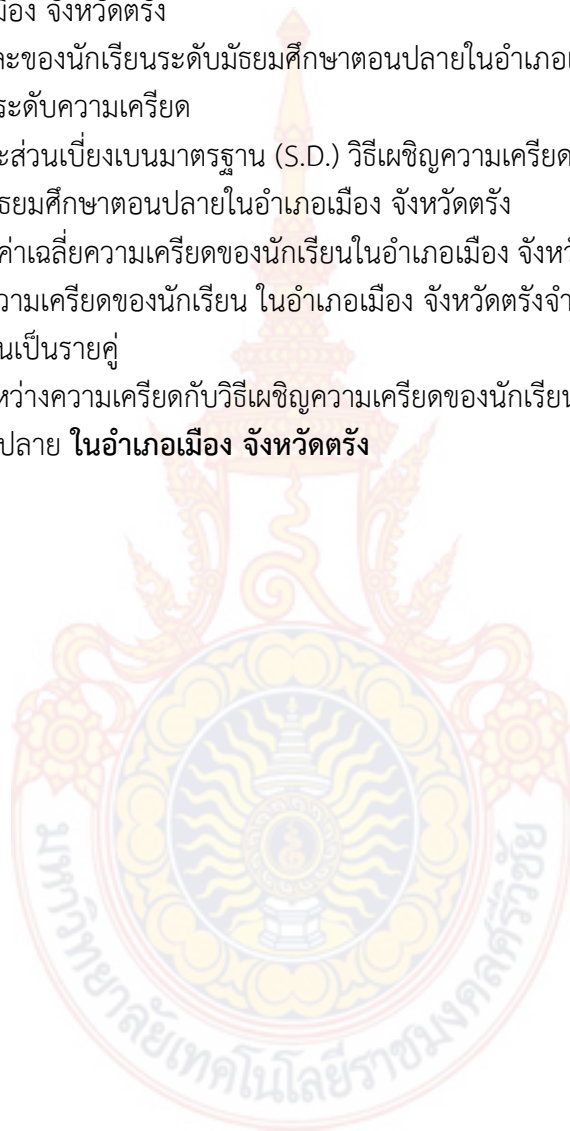 มือง จังหวัดตรัง
ละของนักเรียนระดับมัธยมศึกษาตอนปลายในอำเภอเ
ระดับความเครียด
ะส่วนเบี่ยงเบนมาตรฐาน (S.D.) วิธีเผชิญความเครียด
ธยมศึกษาตอนปลายในอำเภอเมือง จังหวัดตรัง
ค่าเฉลี่ยความเครียดของนักเรียนในอำเภอเมือง จังหวั
วามเครียดของนักเรียน ในอำเภอเมือง จังหวัดตรังจำ
นเป็นรายคู่
หว่างความเครียดกับวิธีเผชิญความเครียดของนักเรียน
ปลาย ในอำเภอเมือง จังหวัดตรัง
มหาวิทยาลัยเทคโนโลยีราชมงคลศรีวิชัย